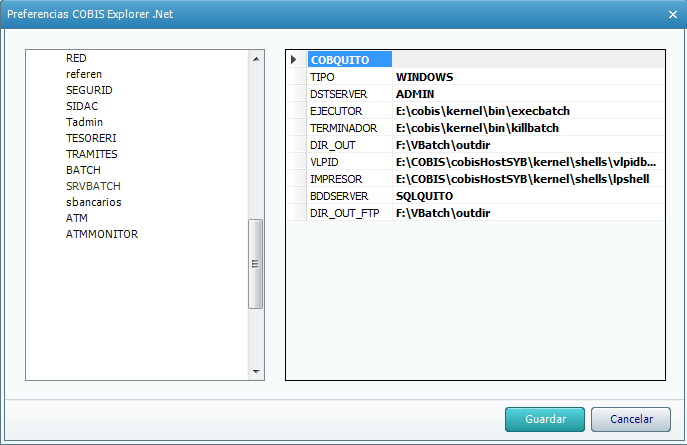 Preferencias COBIS Explorer .Net
RED
referen
SEGURID
SIDAC
Tadmin
TESORERI
TRAMITES
BATCH
SRVBATCH
sbancarios
ATM
ATMMONITOR
COBQUITO
TIPO WINDOWS
DSTSERVER ADMIN
EJECUTOR E:\cobis\kernel\bin\execbatch
TERMINADOR E:\cobis\kernel\bin\killbatch
DIR_OUT F:\VBatch\outdir
VLPID E:\COBIS\cobisHostSYB\kernel\shells\vlpidb...
IMPRESOR E:\COBIS\cobisHostSYB\kernel\shells\lpshell
BDDSERVER SQLQUITO
DIR_OUT_FTP F:\VBatch\outdir
Guardar Cancelar